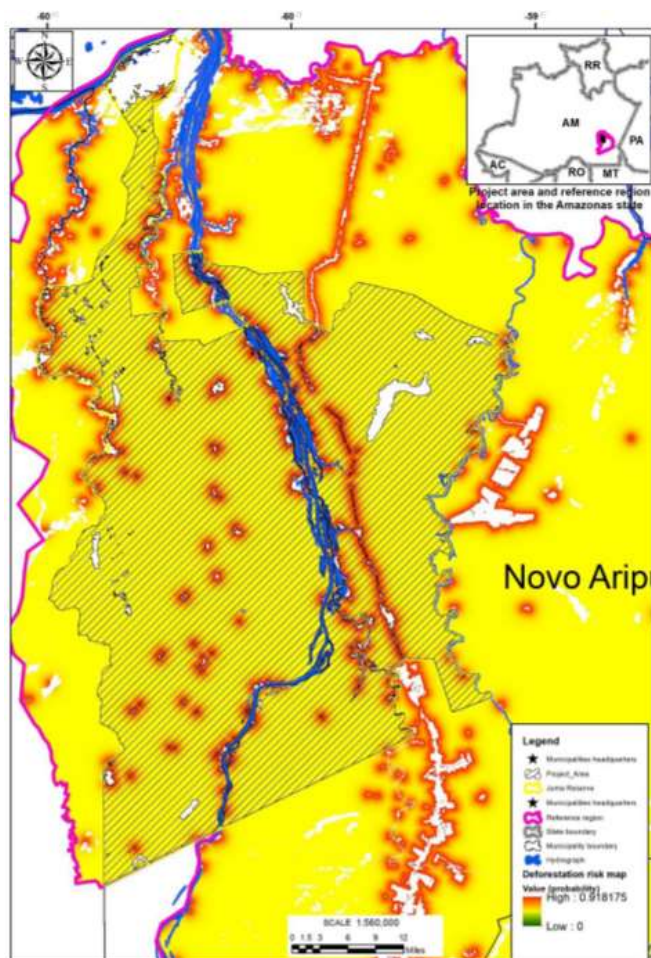 -60 -60 -59
N
W E
S
RR
AM
PA
AC
RO
MT
Project area and reference region
location in the Amazonas state
Novo Aripu
Legend
Municipalities headquarters
Project_Area
Juma Reserve
Municipalities headquarters
Reference region
State boundary
Municipality boundary
Hydrograph
Deforestation risk map
Value (probability)
High : 0.918175
Low : 0
SCALE 1:560,000
0 1.5 3 6 9 12
Miles